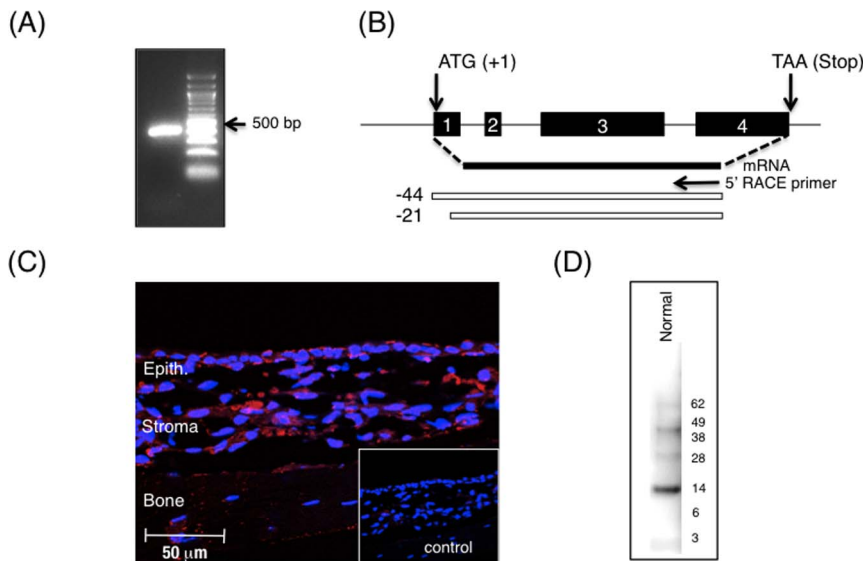 (A)
500 bp
(B)
ATG (+1)
TAA (Stop)
1 2 3 4
mRNA
5' RACE primer
-44
-21
(C)
Epith.
Stroma
Bone
50 μm
control
(D)
Normal
62
49
38
28
14
6
3